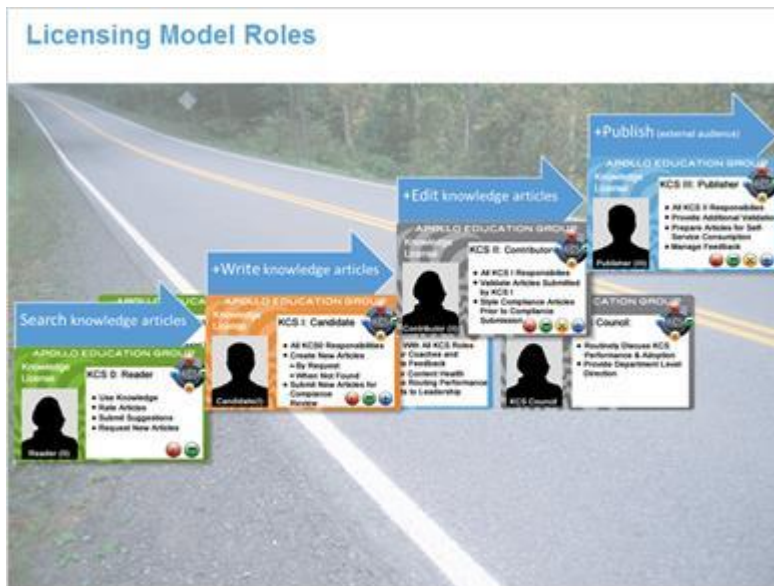 Licensing Model Roles
+Publish (external audience)
APOLLO EDUCATION GROUP
Knowledge
License
KCS III: Publisher
• All KCS II Responsibilities
• Provide Additional Validation
• Prepare Articles for Self-
Service Consumption
• Manage Feedback
Publisher (III)
+Edit knowledge articles
APOLLO EDUCATION GROUP
Knowledge
License
KCS II: Contributor
• All KCS I Responsibilites
• Validate Articles Submitted
by KCS I
• Style Compliance Articles
Prior to Compliance
Submission
Contributor (II)
+Write knowledge articles
APOLLO EDUCATION GROUP
Knowledge
License
KCS I: Candidate
• All KCS0 Responsibilities
• Create New Articles
By Request
When Not Found
• Submit New Articles for
Compliance
Review
Candidate(I)
Search knowledge articles
APOLLO EDUCA
APOLLO EDUCATION GROUP
Knowledge
License
KCS 0: Reader
• Use Knowledge
• Rate Articles
• Submit Suggestions
• Request New Articles
Reader (0)
With All KCS Roles
Coaches and
Feedback
Content Health
Routing Performance
to Leadership
CATION GROUP
Council:
• Routinely Discuss KCS
Performance & Adoption
• Provide Department Level
Direction
KCS Council